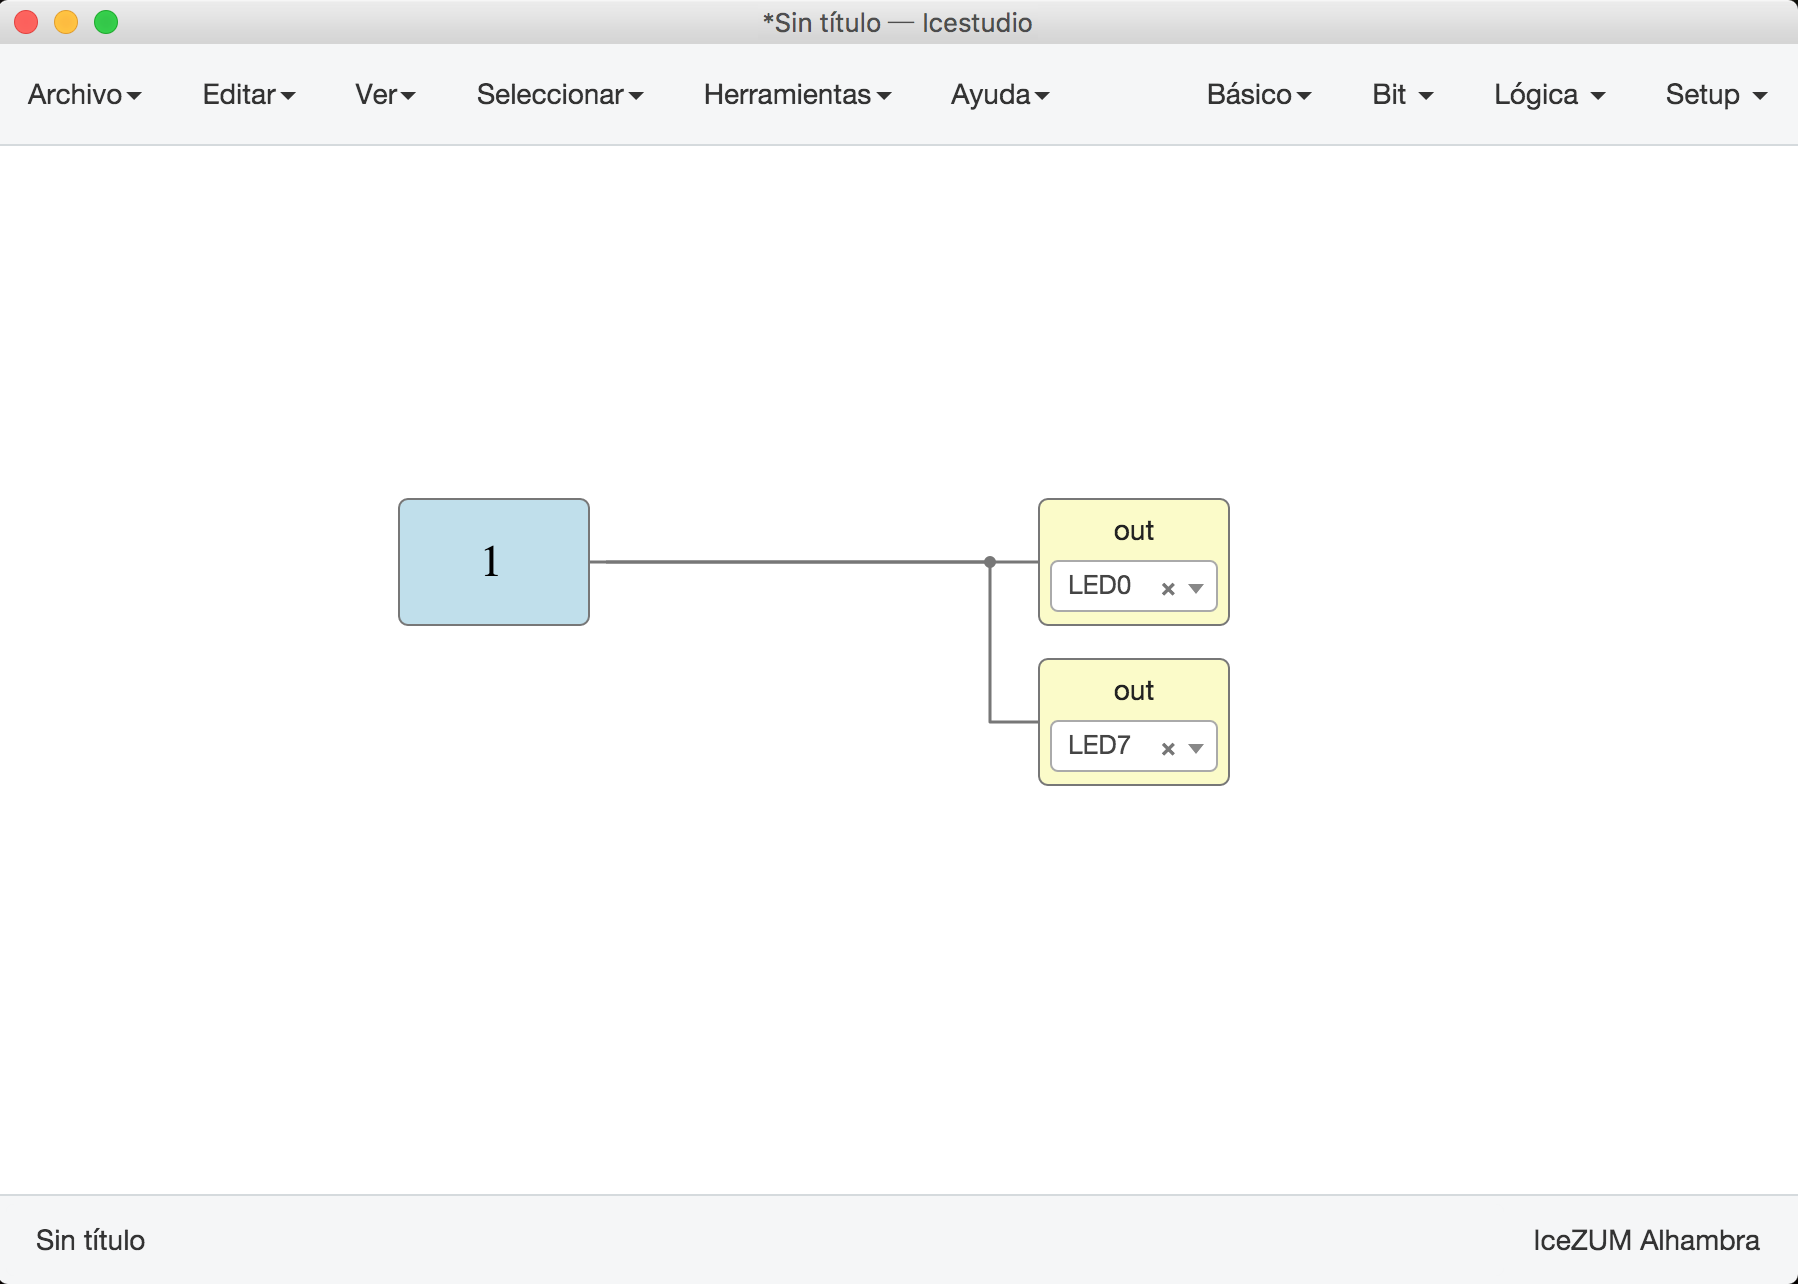 *Sin título — Icestudio
Archivo Editar Ver Seleccionar Herramientas Ayuda Básico Bit Lógica Setup
1
out
LED0
out
LED7
Sin título IceZUM Alhambra